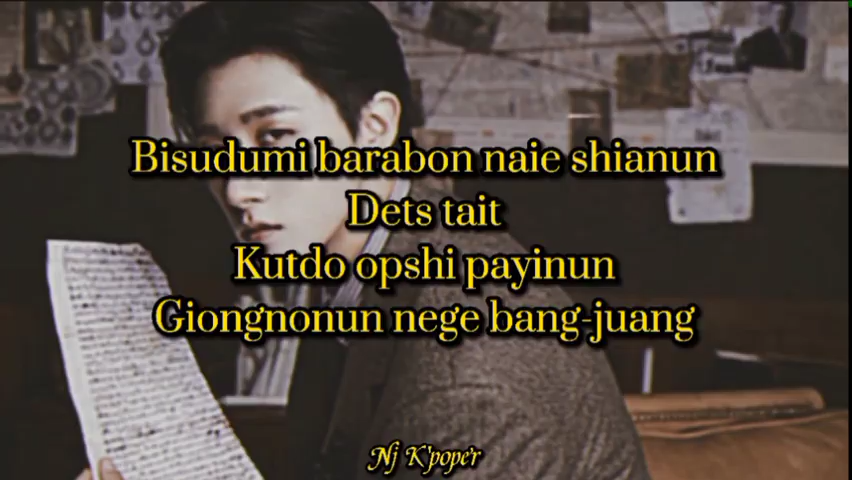 Bisudumi barabon naie shianun
Dets tait
Kutdo opshi payinun
Giongnonun nege bang-juang
Nj K'pope'r